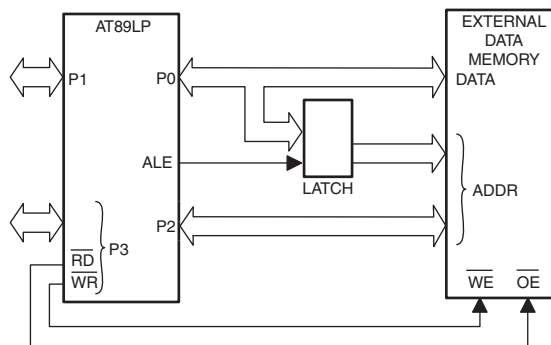 AT89LP
EXTERNAL
DATA
MEMORY
P1
P0
DATA
ALE
LATCH
ADDR
P2
P3
RD
WR
WE
OE